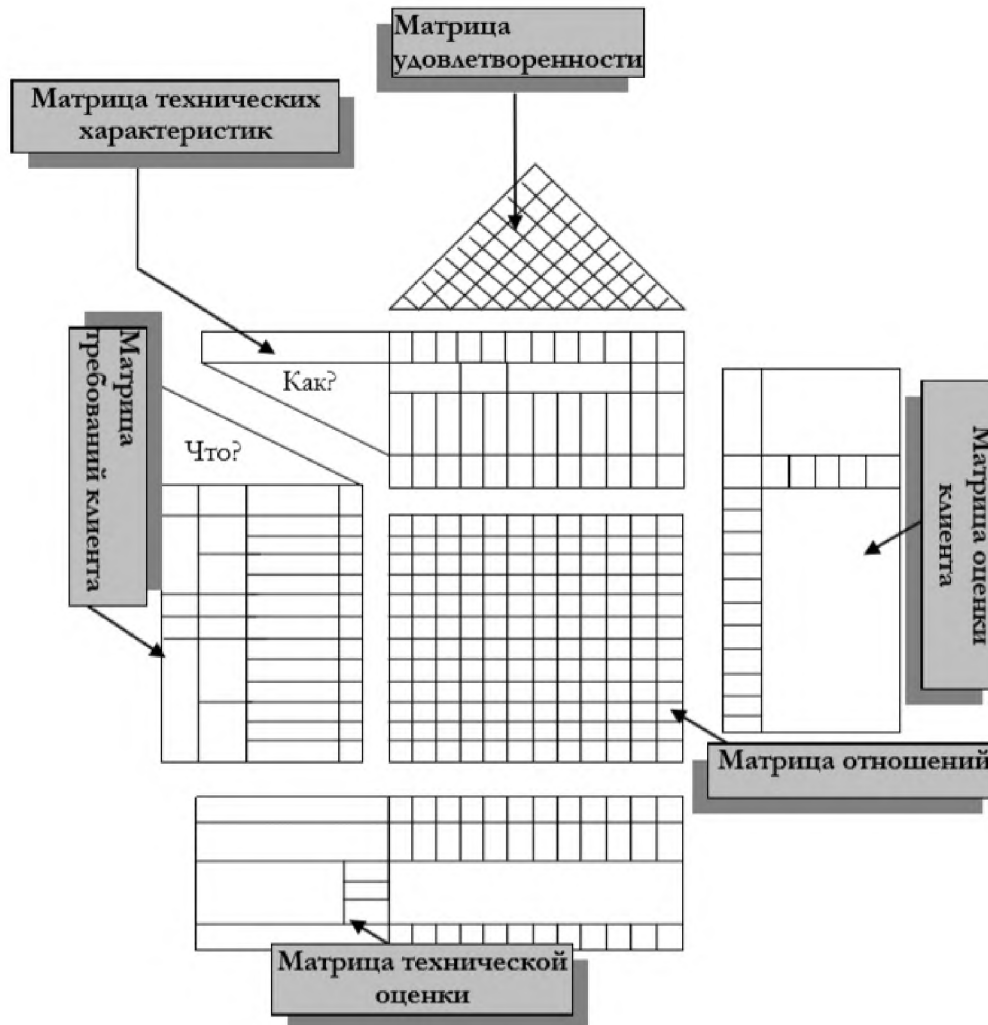 Матрица
удовлетворенности
Матрица технических
характеристик
Как?
Матрица
требований клиента
Что?
Матрица оценки
клиента
Матрица отношений
Матрица технической
оценки